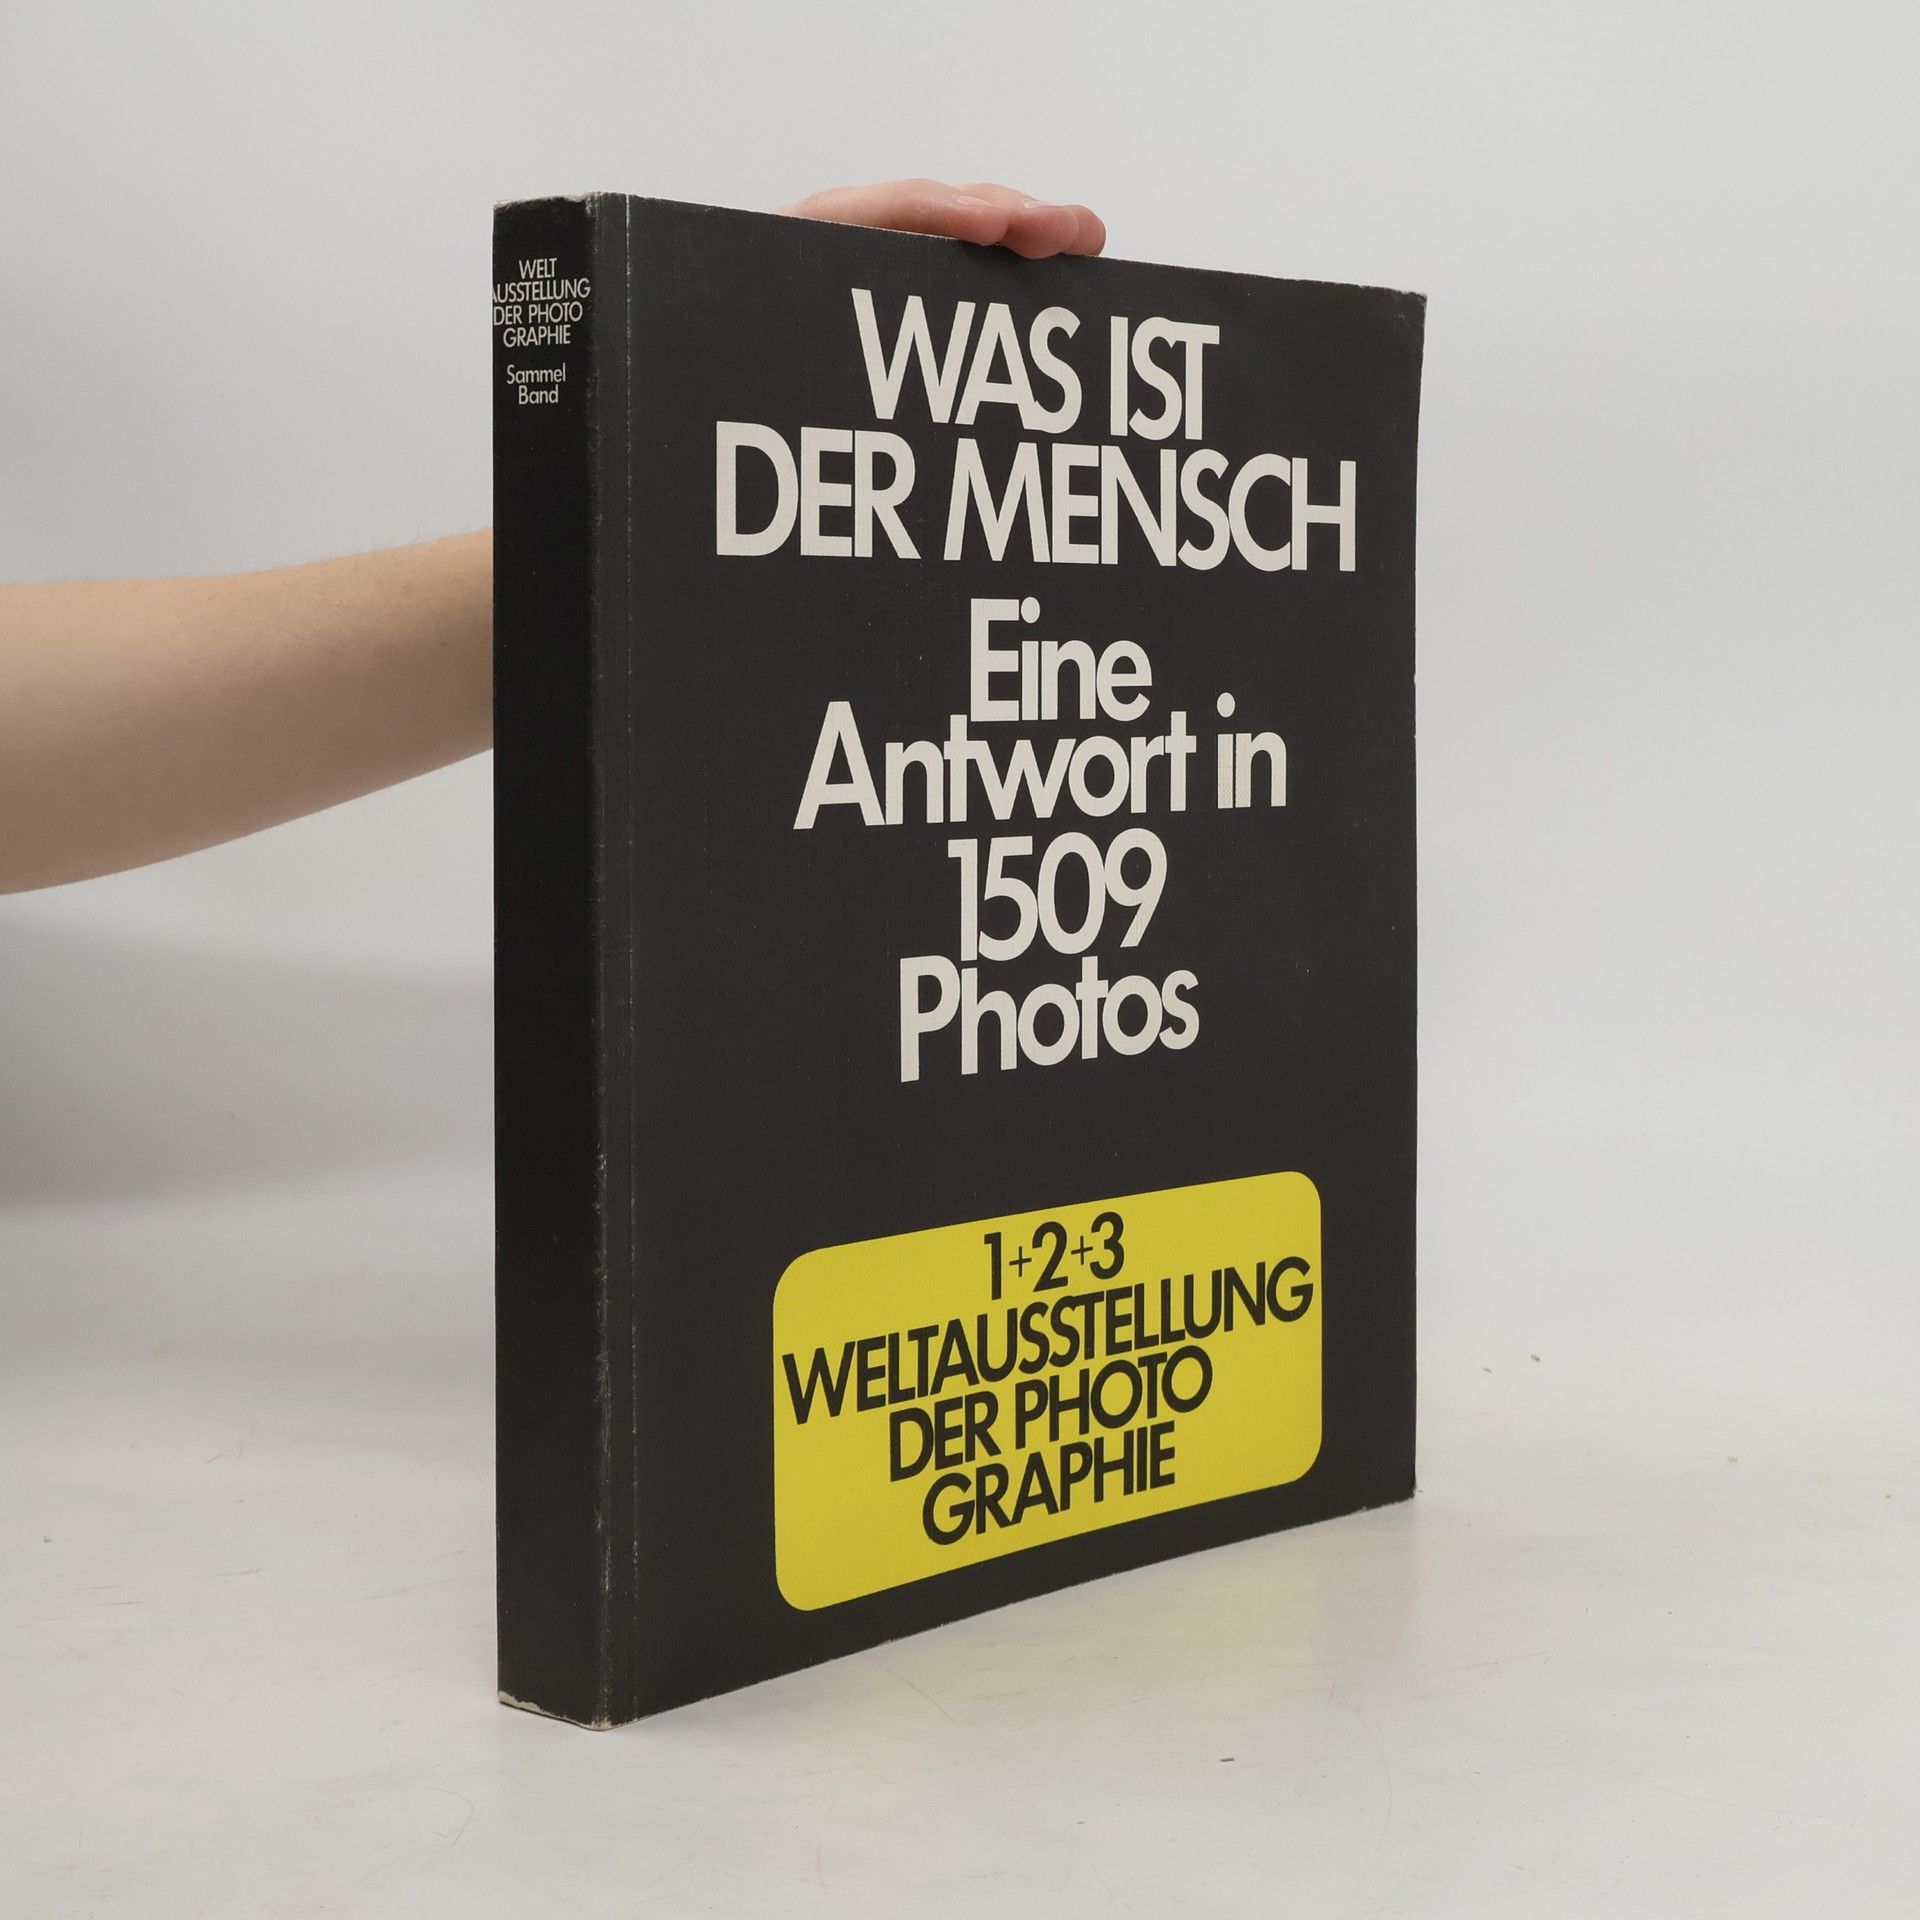 WELT
AUSSTELLUNG
DER PHOTO
GRAPHIE
Sammel
Band
WAS IST
DER MENSCH
Eine
Antwort in
1509
Photos
1+2+3
WELTAUSSTELLUNG
DER PHOTO
GRAPHIE